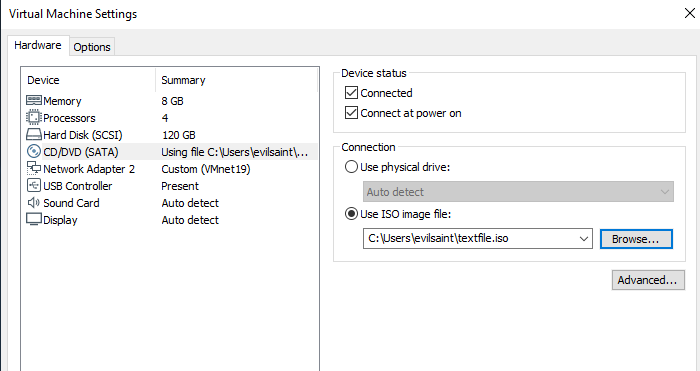 Virtual Machine Settings
Hardware Options
Device Summary
Memory 8 GB
Processors 4
Hard Disk (SCSI) 120 GB
CD/DVD (SATA) Using file C:\Users\evilsaint\...
Network Adapter 2 Custom (VMnet19)
USB Controller Present
Sound Card Auto detect
Display Auto detect
Device status
Connected
Connect at power on
Connection
Use physical drive:
Auto detect
Use ISO image file:
C:\Users\evilsaint\textfile.iso Browse...
Advanced...